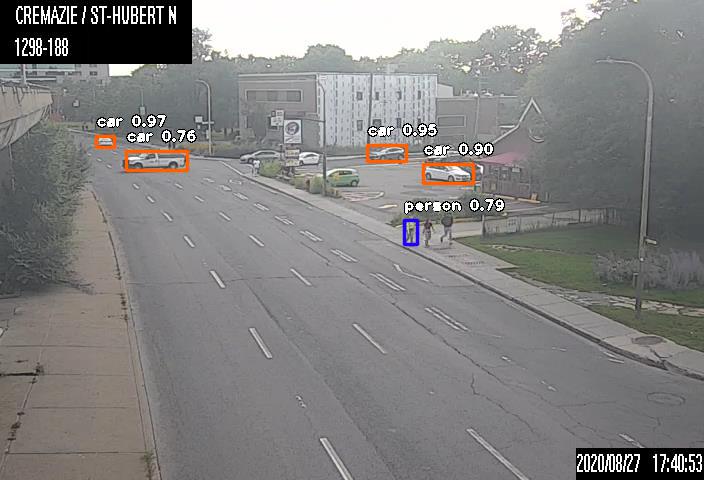 CREMAZIE / ST-HUBERT N
1298-188
car 0.97
car 0.76
car 0.95
car 0.90
person 0.79
2020/08/27 17:40:53